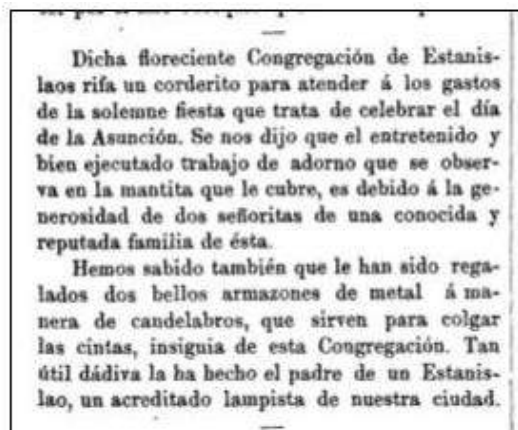 Dicha floreciente Congregación de Estanis-
laos rifa un corderito para atender á los gastos
de la solemne fiesta que trata de celebrar el día
de la Asunción. Se nos dijo que el entretenido y
bien ejecutado trabajo de adorno que se obser-
va en la mantita que le cubre, es debido á la ge-
nerosidad de dos señoritas de una conocida y
reputada familia de ésta.
Hemos sabido también que le han sido rega-
lados dos bellos armazones de metal á ma-
nera de candelabros, que sirven para colgar
las cintas, insignia de esta Congregación. Tan
útil dádiva la ha hecho el padre de un Estanis-
lao, un acreditado lampista de nuestra ciudad.